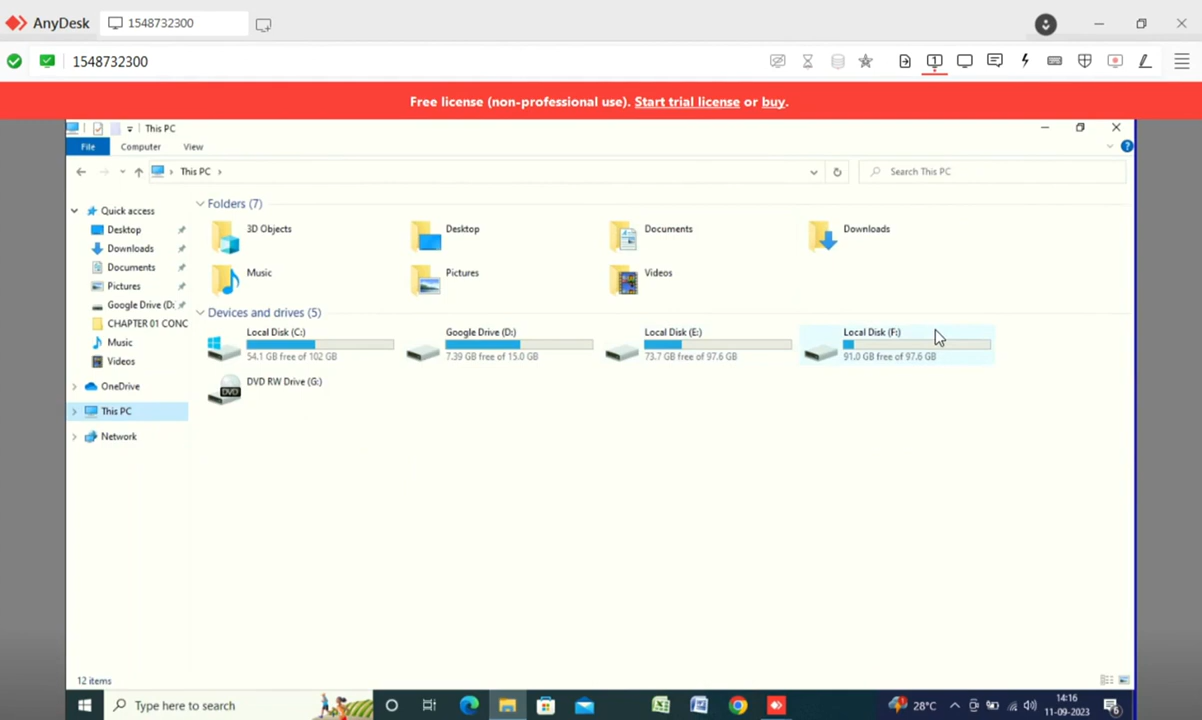 AnyDesk 1548732300
1548732300
1
Free license (non-professional use). Start trial license or buy.
This PC
File Computer View
This PC
Search This PC
Quick access
Desktop
Downloads
Documents
Pictures
Google Drive (D:
CHAPTER 01 CONC
Music
Videos
OneDrive
This PC
Network
Folders (7)
3D Objects
Desktop
Documents
Downloads
Music
Pictures
Videos
Devices and drives (5)
Local Disk (C:)
54.1 GB free of 102 GB
Google Drive (D:)
7.39 GB free of 15.0 GB
Local Disk (E:)
73.7 GB free of 97.6 GB
Local Disk (F:)
91.0 GB free of 97.6 GB
DVD
DVD RW Drive (G:)
12 items
Type here to search
28°C
14:16
11-09-2023
6